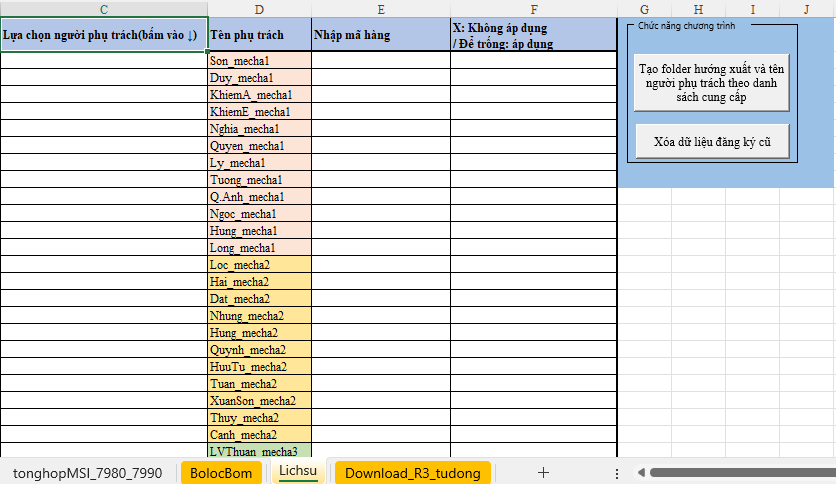 C D E F G H I J
Lựa chọn người phụ trách(bấm vào ↓) Tên phụ trách Nhập mã hàng X: Không áp dụng
/ Để trống: áp dụng
Chức năng chương trình
Tạo folder hướng xuất và tên
người phụ trách theo danh
sách cung cấp
Xóa dữ liệu đăng ký cũ
Son_mecha1
Duy_mecha1
KhiemA_mecha1
KhiemE_mecha1
Nghia_mecha1
Quyen_mecha1
Ly_mecha1
Tuong_mecha1
Q.Anh_mecha1
Ngoc_mecha1
Hung_mecha1
Long_mecha1
Loc_mecha2
Hai_mecha2
Dat_mecha2
Nhung_mecha2
Hung_mecha2
Quynh_mecha2
HuuTu_mecha2
Tuan_mecha2
XuanSon_mecha2
Thuy_mecha2
Canh_mecha2
LVThuan_mecha3
tonghopMSI_7980_7990 BolocBom Lichsu Download_R3_tudong